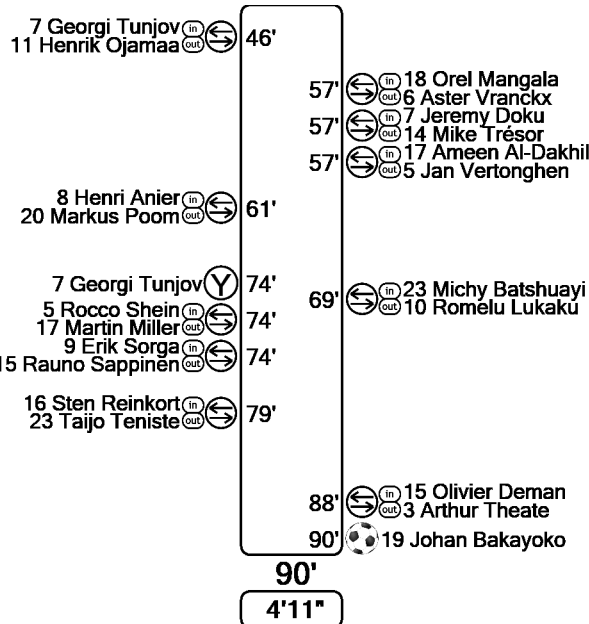 7 Georgi Tunjov in
11 Henrik Ojamaa out
46'
57'
in 18 Orel Mangala
out 6 Aster Vranckx
57'
in 7 Jeremy Doku
out 14 Mike Trésor
57'
in 17 Ameen Al-Dakhil
out 5 Jan Vertonghen
8 Henri Anier in
20 Markus Poom out
61'
7 Georgi Tunjov Y 74'
69'
in 23 Michy Batshuayi
out 10 Romelu Lukaku
5 Rocco Shein in
17 Martin Miller out
74'
9 Erik Sorga in
15 Rauno Sappinen out
74'
16 Sten Reinkort in
23 Taijo Teniste out
79'
88'
in 15 Olivier Deman
out 3 Arthur Theate
90' 19 Johan Bakayoko
90'
4'11"